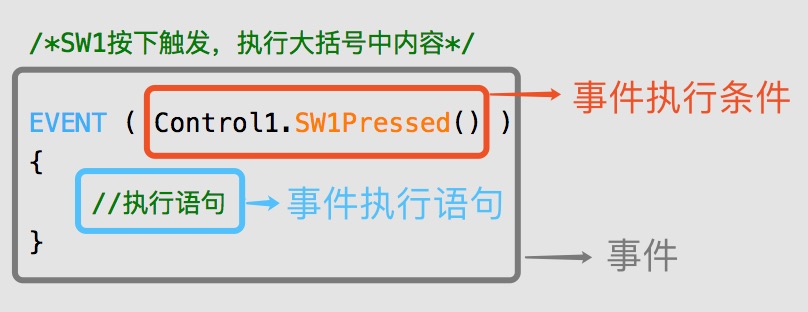 /*SW1按下触发，执行大括号中内容*/
EVENT ( Control1.SW1Pressed() )
事件执行条件
{
//执行语句
事件执行语句
}
事件